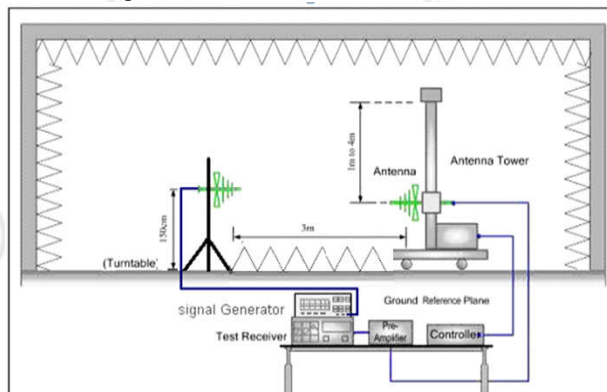 1m to 4m
Antenna
Antenna Tower
150cm
3m
(Turntable)
signal Generator
Ground Reference Plane
Test Receiver
Pre-
Amplifier
Controller